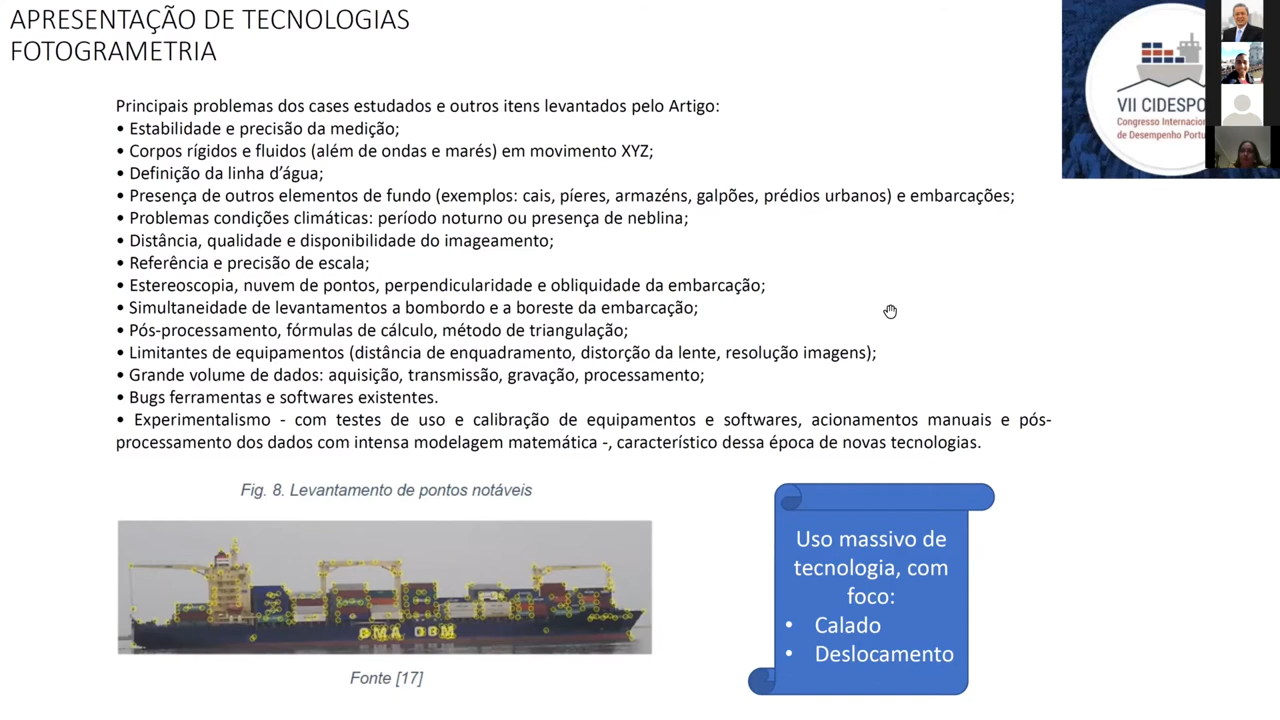 APRESENTAÇÃO DE TECNOLOGIAS
FOTOGRAMETRIA
VII CIDESPO
Congresso Internacio
de Desempenho Portu
Principais problemas dos cases estudados e outros itens levantados pelo Artigo:
• Estabilidade e precisão da medição;
• Corpos rígidos e fluidos (além de ondas e marés) em movimento XYZ;
• Definição da linha d’água;
• Presença de outros elementos de fundo (exemplos: cais, píeres, armazéns, galpões, prédios urbanos) e embarcações;
• Problemas condições climáticas: período noturno ou presença de neblina;
• Distância, qualidade e disponibilidade do imageamento;
• Referência e precisão de escala;
• Estereoscopia, nuvem de pontos, perpendicularidade e obliquidade da embarcação;
• Simultaneidade de levantamentos a bombordo e a boreste da embarcação;
• Pós-processamento, fórmulas de cálculo, método de triangulação;
• Limitantes de equipamentos (distância de enquadramento, distorção da lente, resolução imagens);
• Grande volume de dados: aquisição, transmissão, gravação, processamento;
• Bugs ferramentas e softwares existentes.
• Experimentalismo - com testes de uso e calibração de equipamentos e softwares, acionamentos manuais e pós-
processamento dos dados com intensa modelagem matemática -, característico dessa época de novas tecnologias.
Fig. 8. Levantamento de pontos notáveis
CMA CGM
Fonte [17]
Uso massivo de
tecnologia, com
foco:
• Calado
• Deslocamento